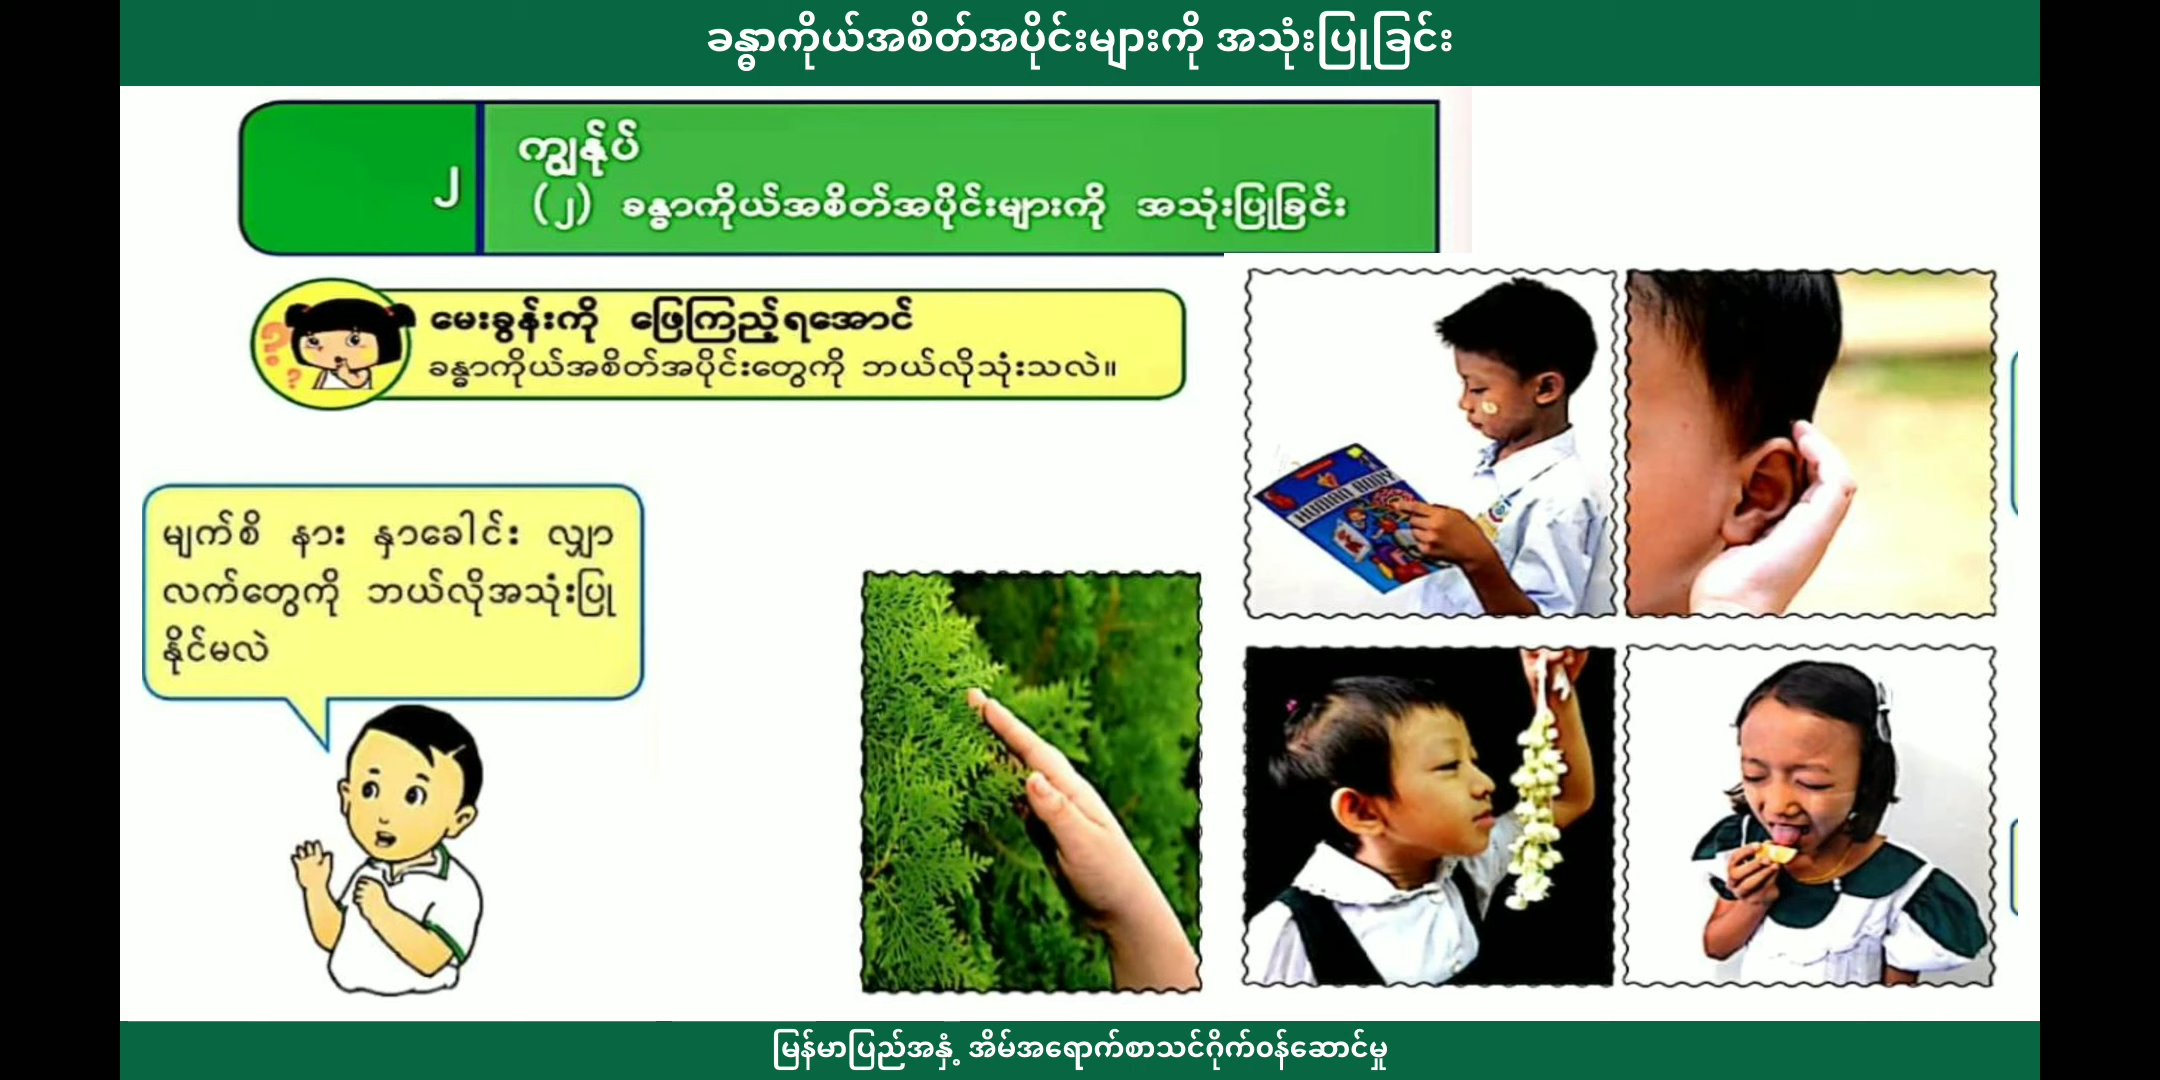 ခန္ဓာကိုယ်အစိတ်အပိုင်းများကို အသုံးပြုခြင်း
၂
ကျွန်ုပ်
(၂) ခန္ဓာကိုယ်အစိတ်အပိုင်းများကို အသုံးပြုခြင်း
မေးခွန်းကို ဖြေကြည့်ရအောင်
ခန္ဓာကိုယ်အစိတ်အပိုင်းတွေကို ဘယ်လိုသုံးသလဲ။
မျက်စိ နား နှာခေါင်း လျှာ
လက်တွေကို ဘယ်လိုအသုံးပြု
နိုင်မလဲ
HUMAN BODY
မြန်မာပြည်အနှံ့ အိမ်အရောက်စာသင်ဂိုက်ဝန်ဆောင်မှု